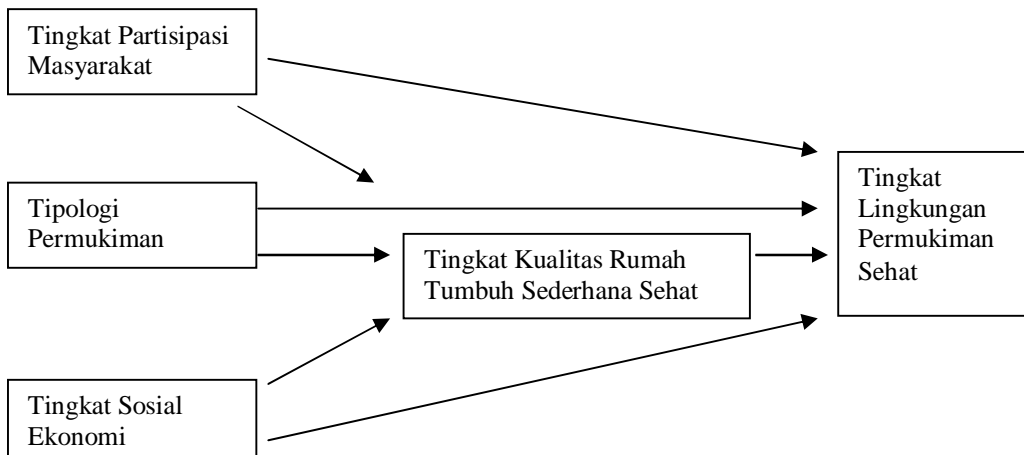 Tingkat Partisipasi
Masyarakat
Tipologi
Permukiman
Tingkat Kualitas Rumah
Tumbuh Sederhana Sehat
Tingkat
Lingkungan
Permukiman
Sehat
Tingkat Sosial
Ekonomi